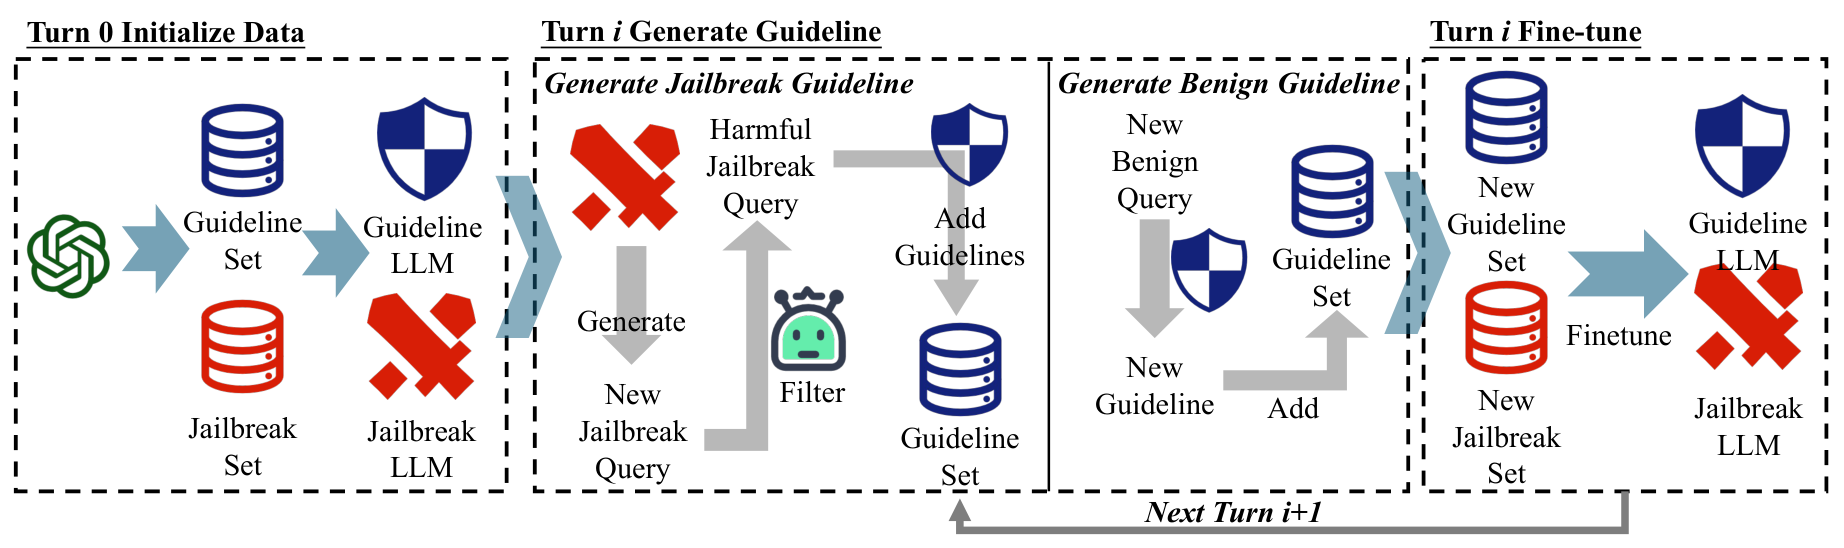 Turn 0 Initialize Data
Guideline
Set
Jailbreak
Set
Guideline
LLM
Jailbreak
LLM
Turn i Generate Guideline
Generate Jailbreak Guideline
Generate
New
Jailbreak
Query
Harmful
Jailbreak
Query
Filter
Add
Guidelines
Guideline
Set
Generate Benign Guideline
New
Benign
Query
New
Guideline
Add
Guideline
Set
Turn i Fine-tune
New
Guideline
Set
New
Jailbreak
Set
Finetune
Guideline
LLM
Jailbreak
LLM
Next Turn i+1